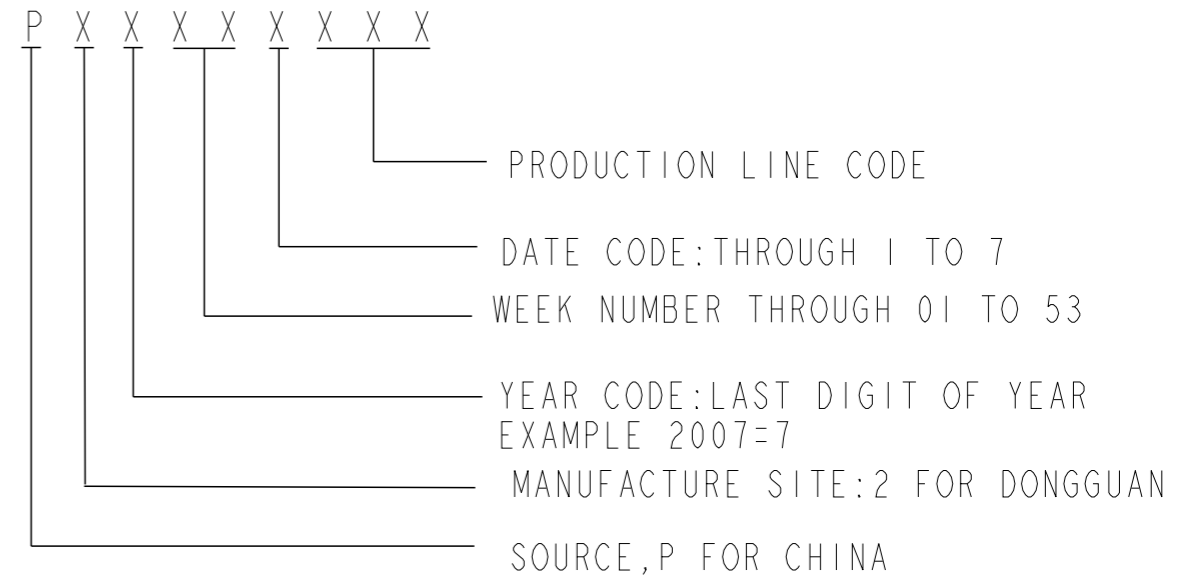 P X X X X X X X X
PRODUCTION LINE CODE
DATE CODE:THROUGH 1 TO 7
WEEK NUMBER THROUGH 01 TO 53
YEAR CODE:LAST DIGIT OF YEAR
EXAMPLE 2007=7
MANUFACTURE SITE:2 FOR DONGGUAN
SOURCE,P FOR CHINA